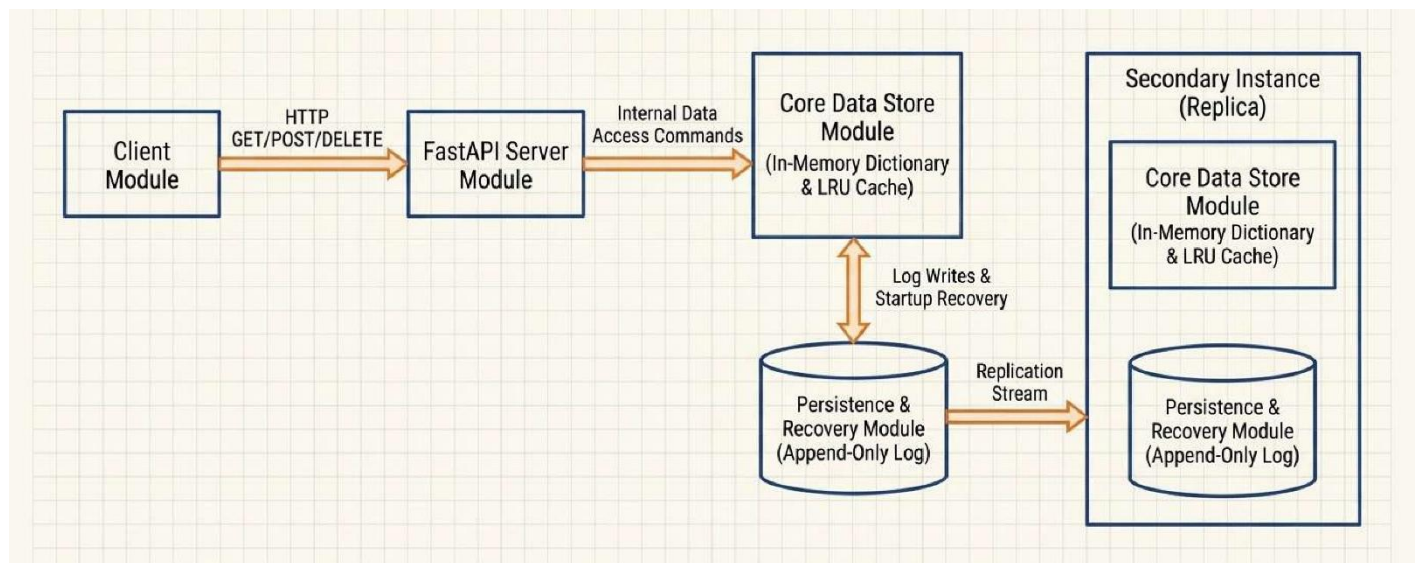 Client
Module
HTTP
GET/POST/DELETE
FastAPI Server
Module
Internal Data
Access Commands
Core Data Store
Module
(In-Memory Dictionary
& LRU Cache)
Log Writes &
Startup Recovery
Persistence &
Recovery Module
(Append-Only Log)
Replication
Stream
Secondary Instance
(Replica)
Core Data Store
Module
(In-Memory Dictionary
& LRU Cache)
Persistence &
Recovery Module
(Append-Only Log)